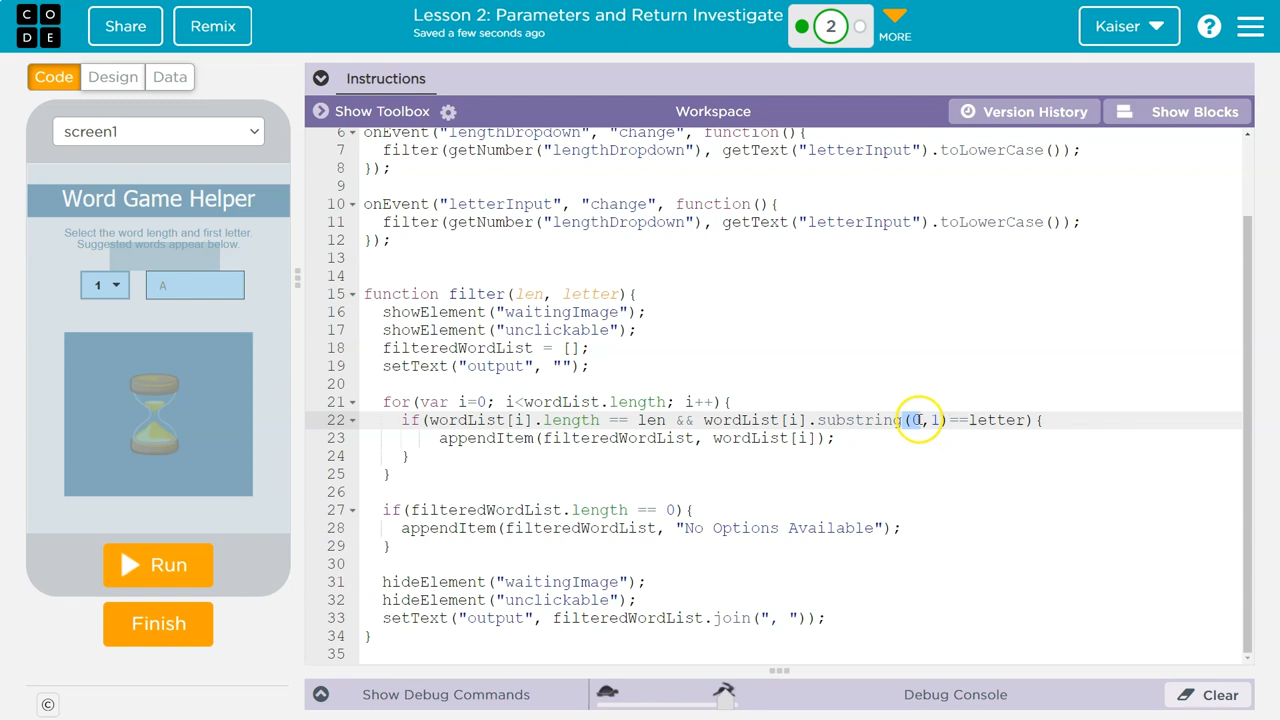 C O
D E
Share
Remix
Lesson 2: Parameters and Return Investigate
Saved a few seconds ago
2
MORE
Kaiser
?
Code
Design
Data
Instructions
Show Toolbox
Workspace
Version History
Show Blocks
screen1
Word Game Helper
Select the word length and first letter.
Suggested words appear below.
1
A
Run
Finish
6 onEvent("lengthDropdown", "change", function(){
7 filter(getNumber("lengthDropdown"), getText("letterInput").toLowerCase());
8 });
9
10 onEvent("letterInput", "change", function(){
11 filter(getNumber("lengthDropdown"), getText("letterInput").toLowerCase());
12 });
13
14
15 function filter(len, letter){
16 showElement("waitingImage");
17 showElement("unclickable");
18 filteredWordList = [];
19 setText("output", "");
20
21 for(var i=0; i<wordList.length; i++){
22 if(wordList[i].length == len && wordList[i].substring(0,1)==letter){
23 appendItem(filteredWordList, wordList[i]);
24 }
25 }
26
27 if(filteredWordList.length == 0){
28 appendItem(filteredWordList, "No Options Available");
29 }
30
31 hideElement("waitingImage");
32 hideElement("unclickable");
33 setText("output", filteredWordList.join(", "));
34 }
35
©
Show Debug Commands
Debug Console
Clear